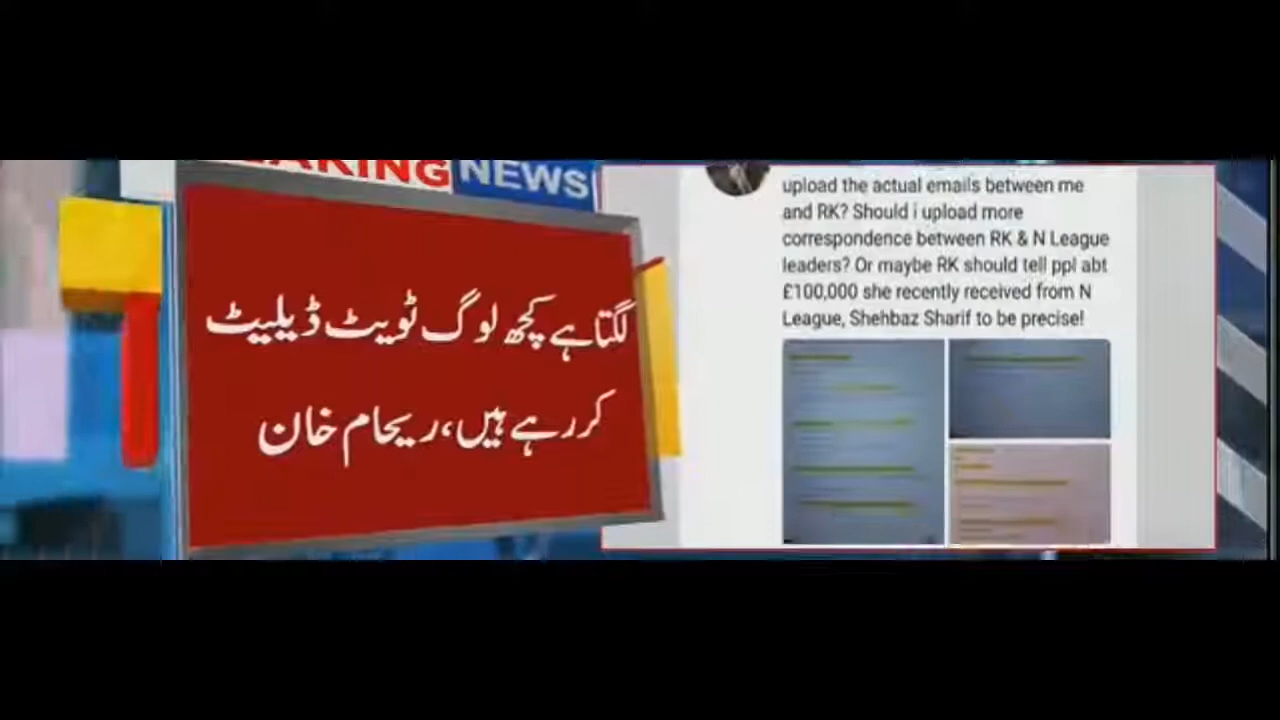 NEWS
لگتا ہے کچھ لوگ ٹویٹ ڈیلیٹ
کر رہے ہیں، ریحام خان
upload the actual emails between me
and RK? Should i upload more
correspondence between RK & N League
leaders? Or maybe RK should tell ppl abt
£100,000 she recently received from N
League, Shehbaz Sharif to be precise!